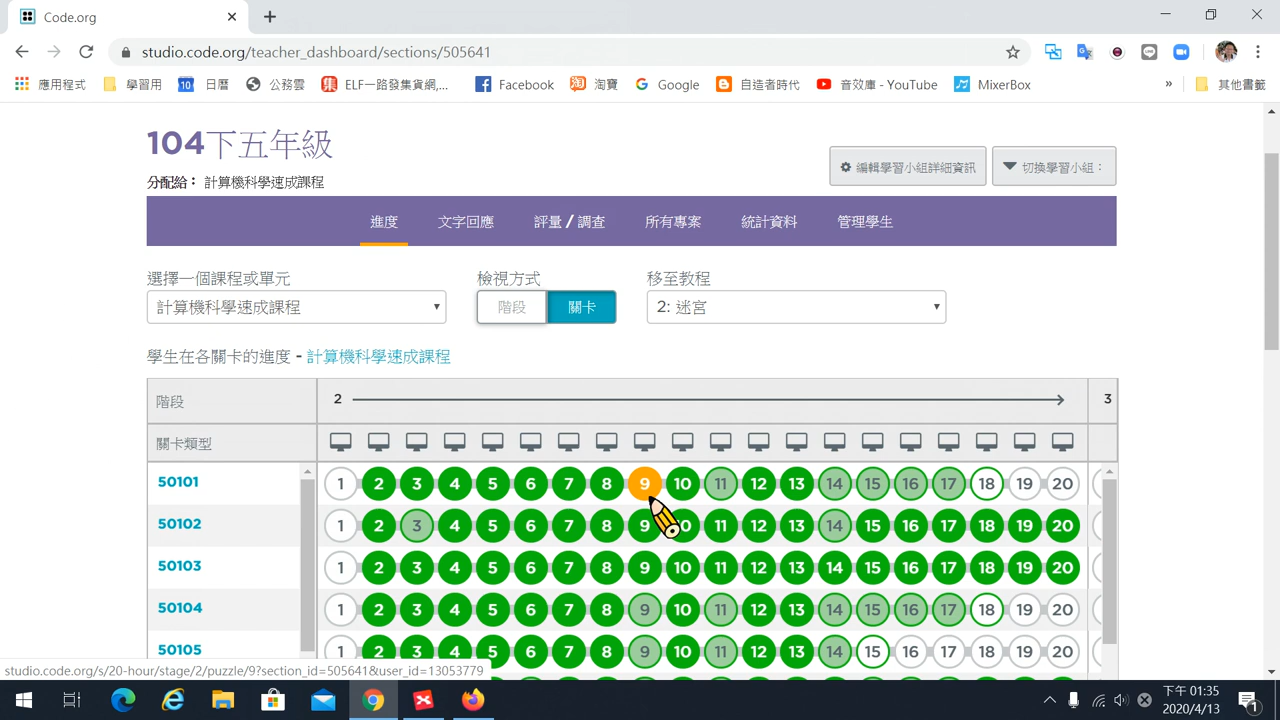 Code.org
studio.code.org/teacher_dashboard/sections/505641
應用程式 學習用 日曆 公務雲 ELF一路發集貨網,... Facebook 淘寶 Google 自造者時代 音效庫 - YouTube MixerBox » 其他書籤
104下五年級
編輯學習小組詳細資訊 切換學習小組：
分配給： 計算機科學速成課程
進度 文字回應 評量 / 調查 所有專案 統計資料 管理學生
選擇一個課程或單元 檢視方式 移至教程
計算機科學速成課程 階段 關卡 2: 迷宮
學生在各關卡的進度 - 計算機科學速成課程
階段 2 3
關卡類型
50101 1 2 3 4 5 6 7 8 9 10 11 12 13 14 15 16 17 18 19 20
50102 1 2 3 4 5 6 7 8 9 10 11 12 13 14 15 16 17 18 19 20
50103 1 2 3 4 5 6 7 8 9 10 11 12 13 14 15 16 17 18 19 20
50104 1 2 3 4 5 6 7 8 9 10 11 12 13 14 15 16 17 18 19 20
50105 1 2 3 4 5 6 7 8 9 10 11 12 13 14 15 16 17 18 19 20
studio.code.org/s/20-hour/stage/2/puzzle/9?section_id=505641&user_id=13053779
下午 01:35
2020/4/13
1